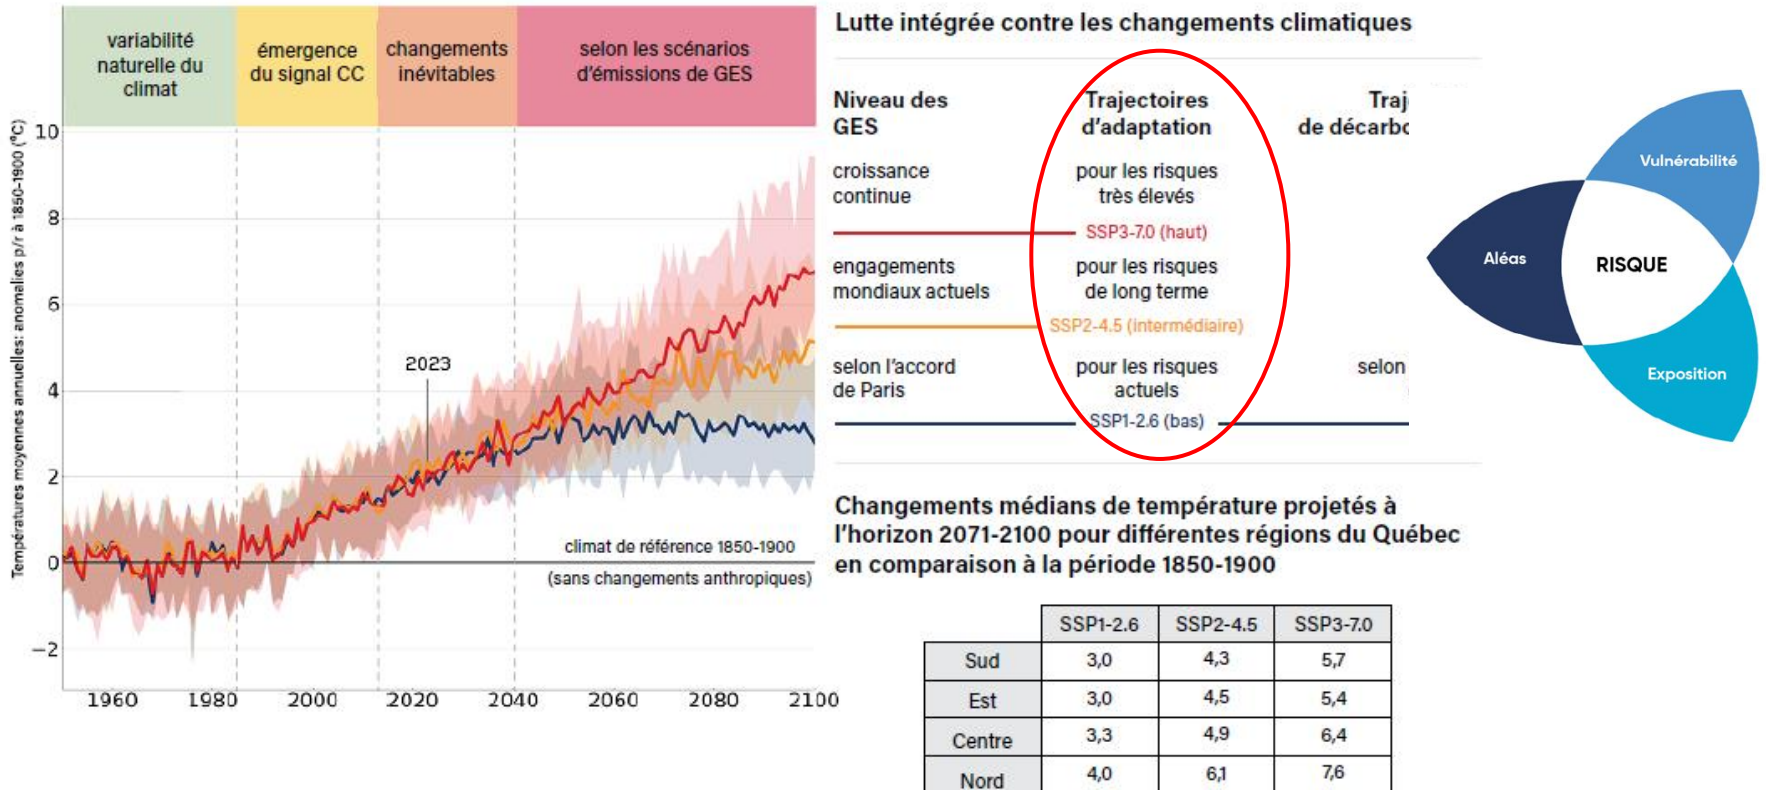 variabilité
naturelle du
climat
émergence
du signal CC
changements
inévitables
selon les scénarios
d'émissions de GES
Températures moyennes annuelles: anomalies p/r à 1850-1900 (°C)
10
8
6
4
2
0
−2
2023
climat de référence 1850-1900
(sans changements anthropiques)
1960 1980 2000 2020 2040 2060 2080 2100
Lutte intégrée contre les changements climatiques
Niveau des
GES
Trajectoires
d'adaptation
Traj
de décarbo
croissance
continue
pour les risques
très élevés
SSP3-7.0 (haut)
engagements
mondiaux actuels
pour les risques
de long terme
SSP2-4.5 (intermédiaire)
selon l'accord
de Paris
pour les risques
actuels
selon
SSP1-2.6 (bas)
Changements médians de température projetés à
l'horizon 2071-2100 pour différentes régions du Québec
en comparaison à la période 1850-1900
SSP1-2.6 SSP2-4.5 SSP3-7.0
Sud 3,0 4,3 5,7
Est 3,0 4,5 5,4
Centre 3,3 4,9 6,4
Nord 4,0 6,1 7,6
Vulnérabilité
Aléas
RISQUE
Exposition